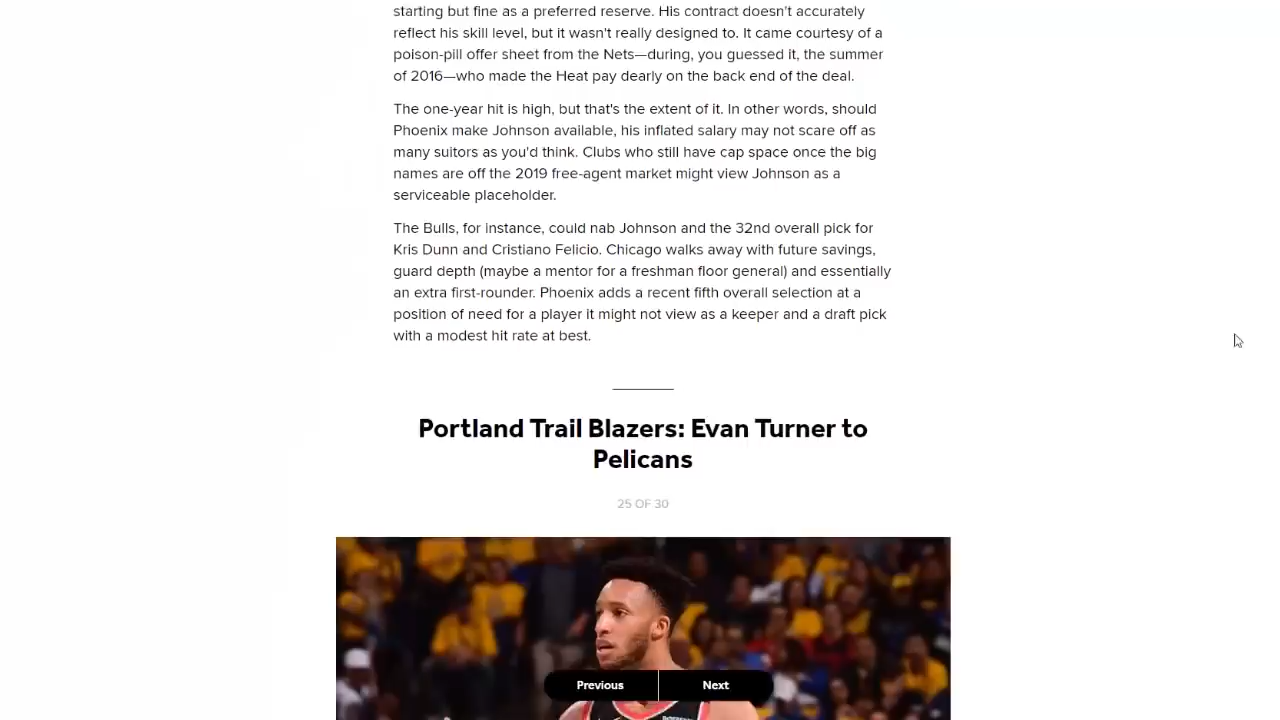 starting but fine as a preferred reserve. His contract doesn't accurately
reflect his skill level, but it wasn't really designed to. It came courtesy of a
poison-pill offer sheet from the Nets—during, you guessed it, the summer
of 2016—who made the Heat pay dearly on the back end of the deal.
The one-year hit is high, but that's the extent of it. In other words, should
Phoenix make Johnson available, his inflated salary may not scare off as
many suitors as you'd think. Clubs who still have cap space once the big
names are off the 2019 free-agent market might view Johnson as a
serviceable placeholder.
The Bulls, for instance, could nab Johnson and the 32nd overall pick for
Kris Dunn and Cristiano Felicio. Chicago walks away with future savings,
guard depth (maybe a mentor for a freshman floor general) and essentially
an extra first-rounder. Phoenix adds a recent fifth overall selection at a
position of need for a player it might not view as a keeper and a draft pick
with a modest hit rate at best.
Portland Trail Blazers: Evan Turner to
Pelicans
25 OF 30
Previous Next